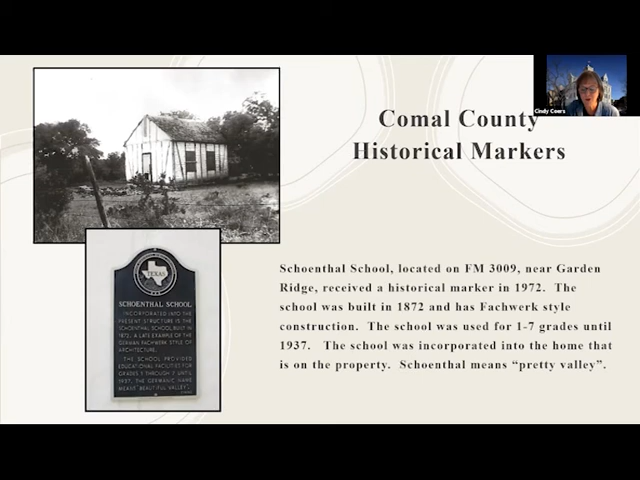 Comal County
Historical Markers
Cindy Coers
Schoenthal School, located on FM 3009, near Garden
Ridge, received a historical marker in 1972. The
school was built in 1872 and has Fachwerk style
construction. The school was used for 1-7 grades until
1937. The school was incorporated into the home that
is on the property. Schoenthal means “pretty valley”.
TEXAS
SCHOENTHAL SCHOOL
INCORPORATED INTO THE
PRESENT STRUCTURE IS THE
SCHOENTHAL SCHOOL, BUILT IN
1872, A LATE EXAMPLE OF THE
GERMAN FACHWERK STYLE OF
ARCHITECTURE.
THE SCHOOL PROVIDED
EDUCATIONAL FACILITIES FOR
GRADES 1 THROUGH 7 UNTIL
1937. THE GERMANIC NAME
MEANS "BEAUTIFUL VALLEY".